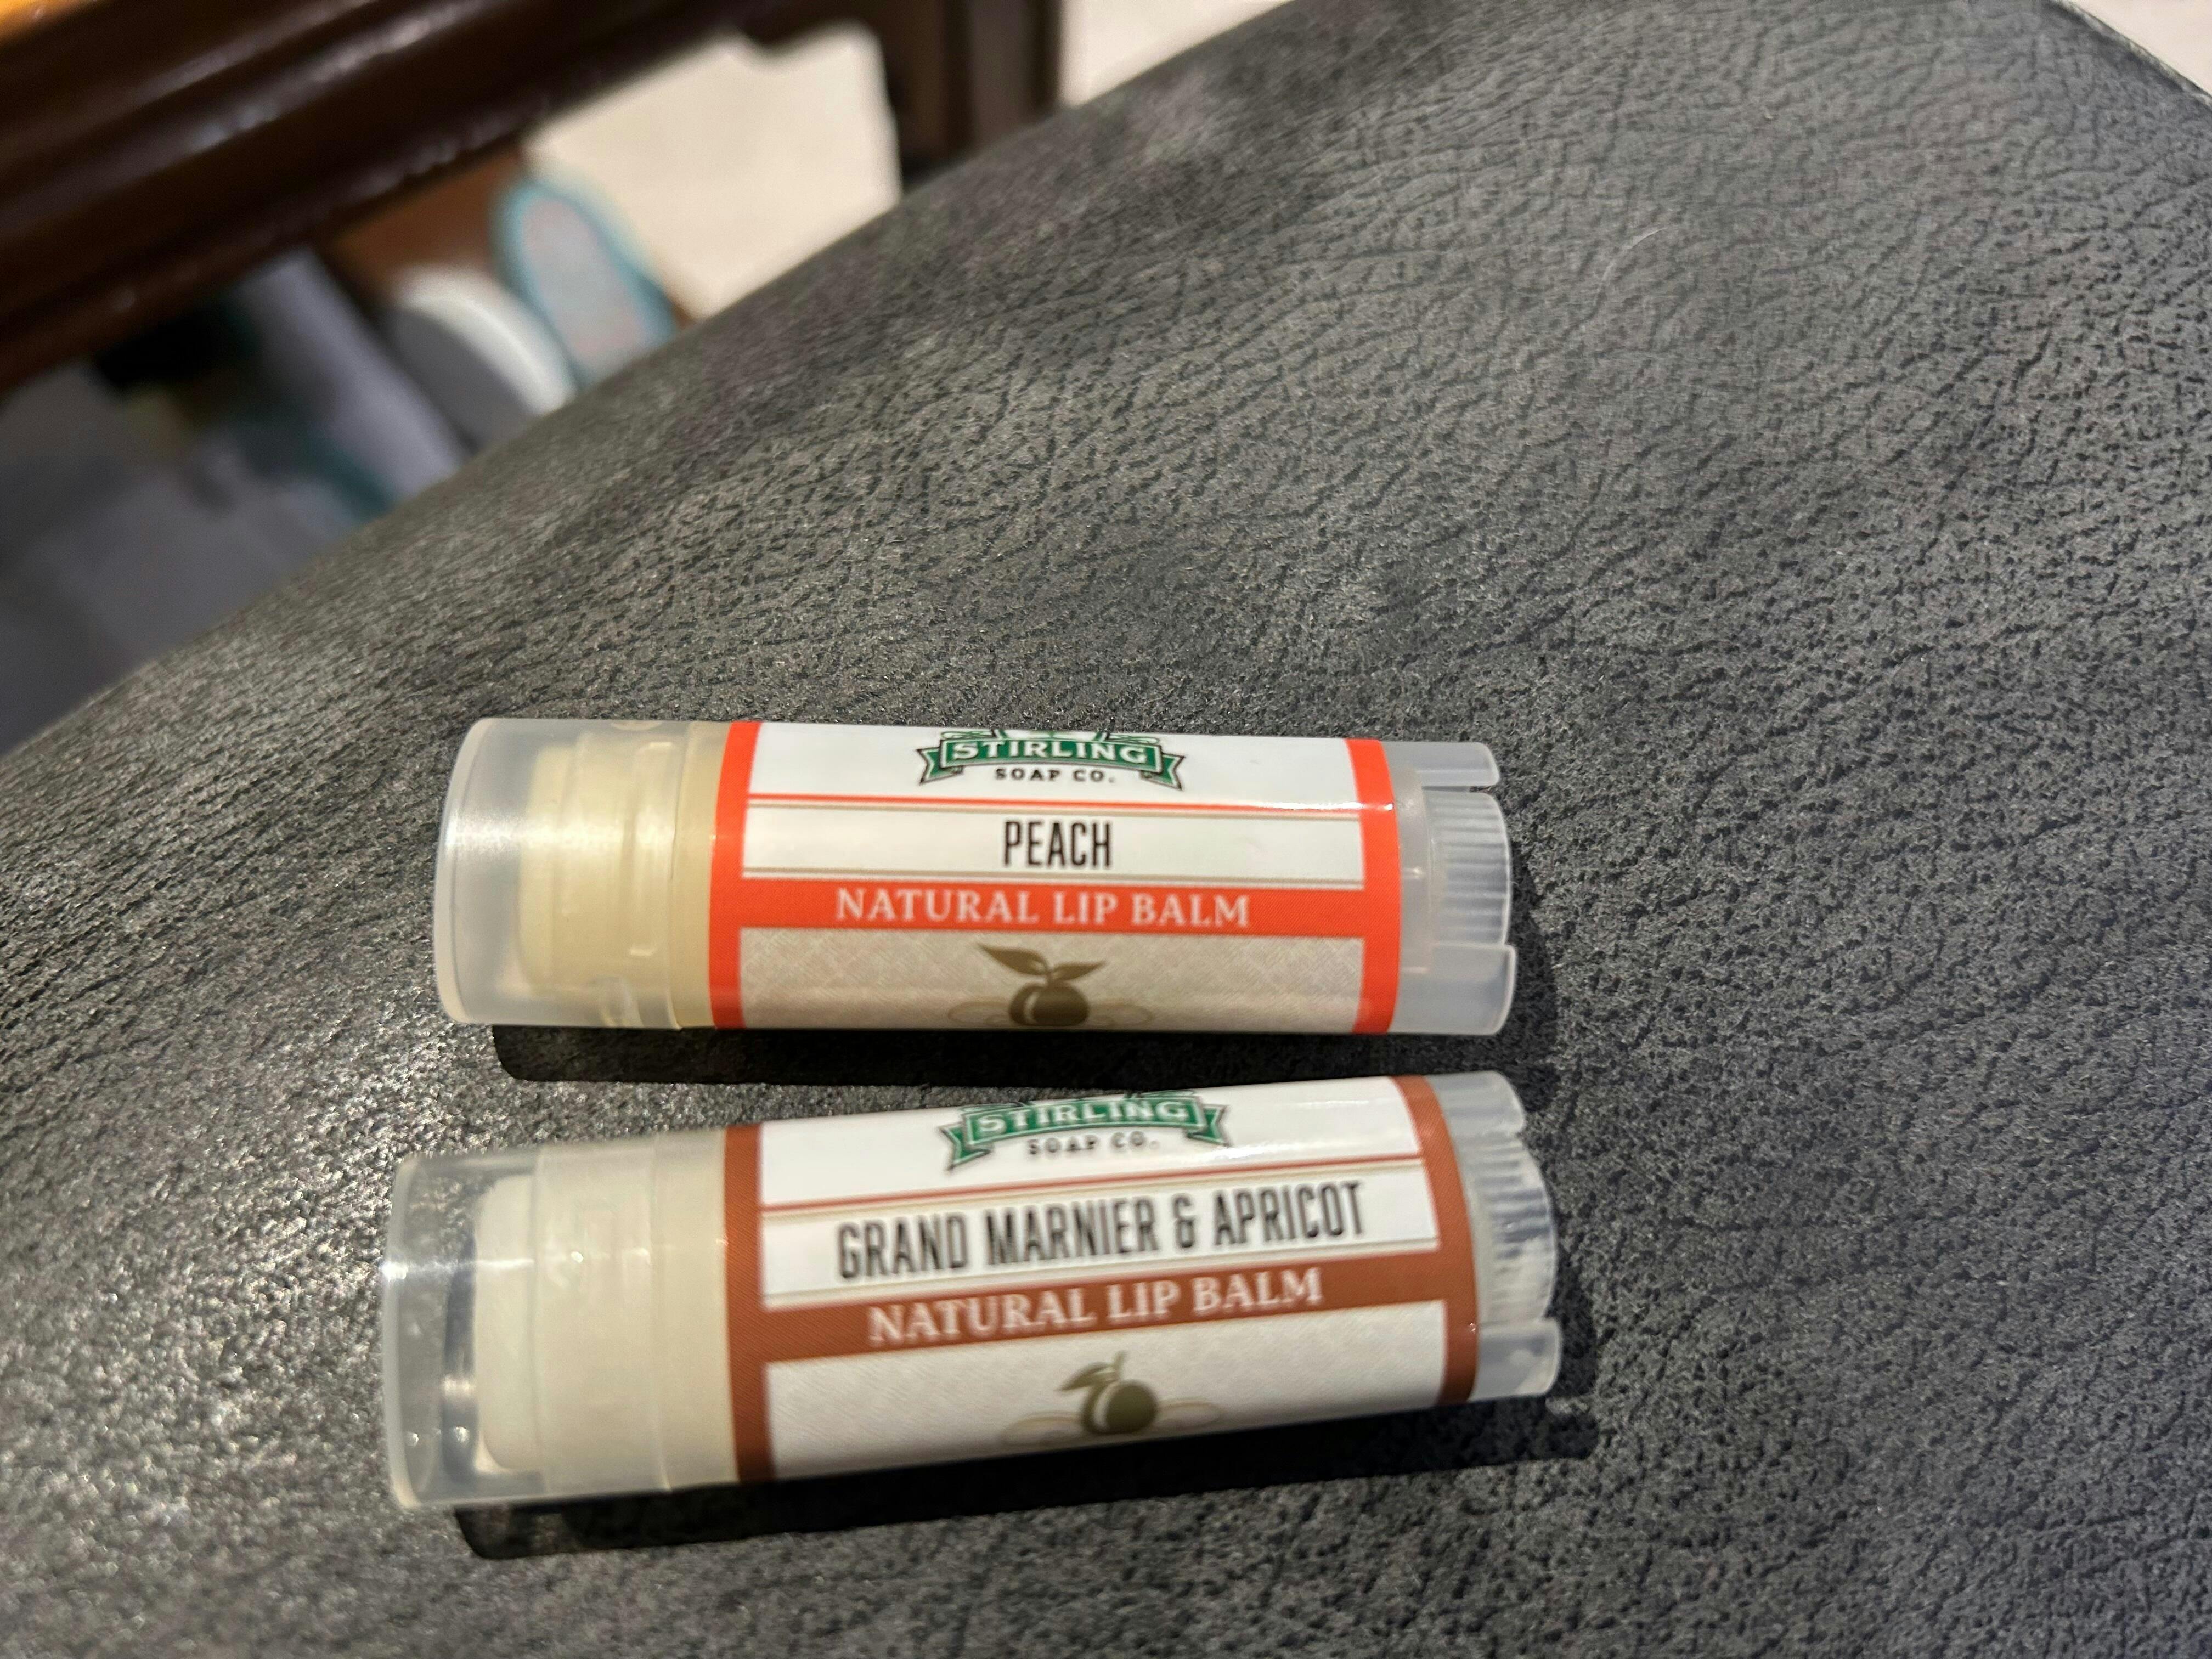 STIRLING
SOAP CO.
PEACH
NATURAL LIP BALM
STIRLING
SOAP CO.
GRAND MARNIER & APRICOT
NATURAL LIP BALM